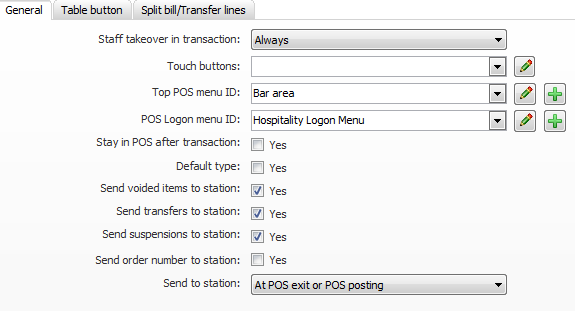 General Table button Split bill/Transfer lines
Staff takeover in transaction: Always
Touch buttons:
Top POS menu ID: Bar area
POS Logon menu ID: Hospitality Logon Menu
Stay in POS after transaction: Yes
Default type: Yes
Send voided items to station: Yes
Send transfers to station: Yes
Send suspensions to station: Yes
Send order number to station: Yes
Send to station: At POS exit or POS posting